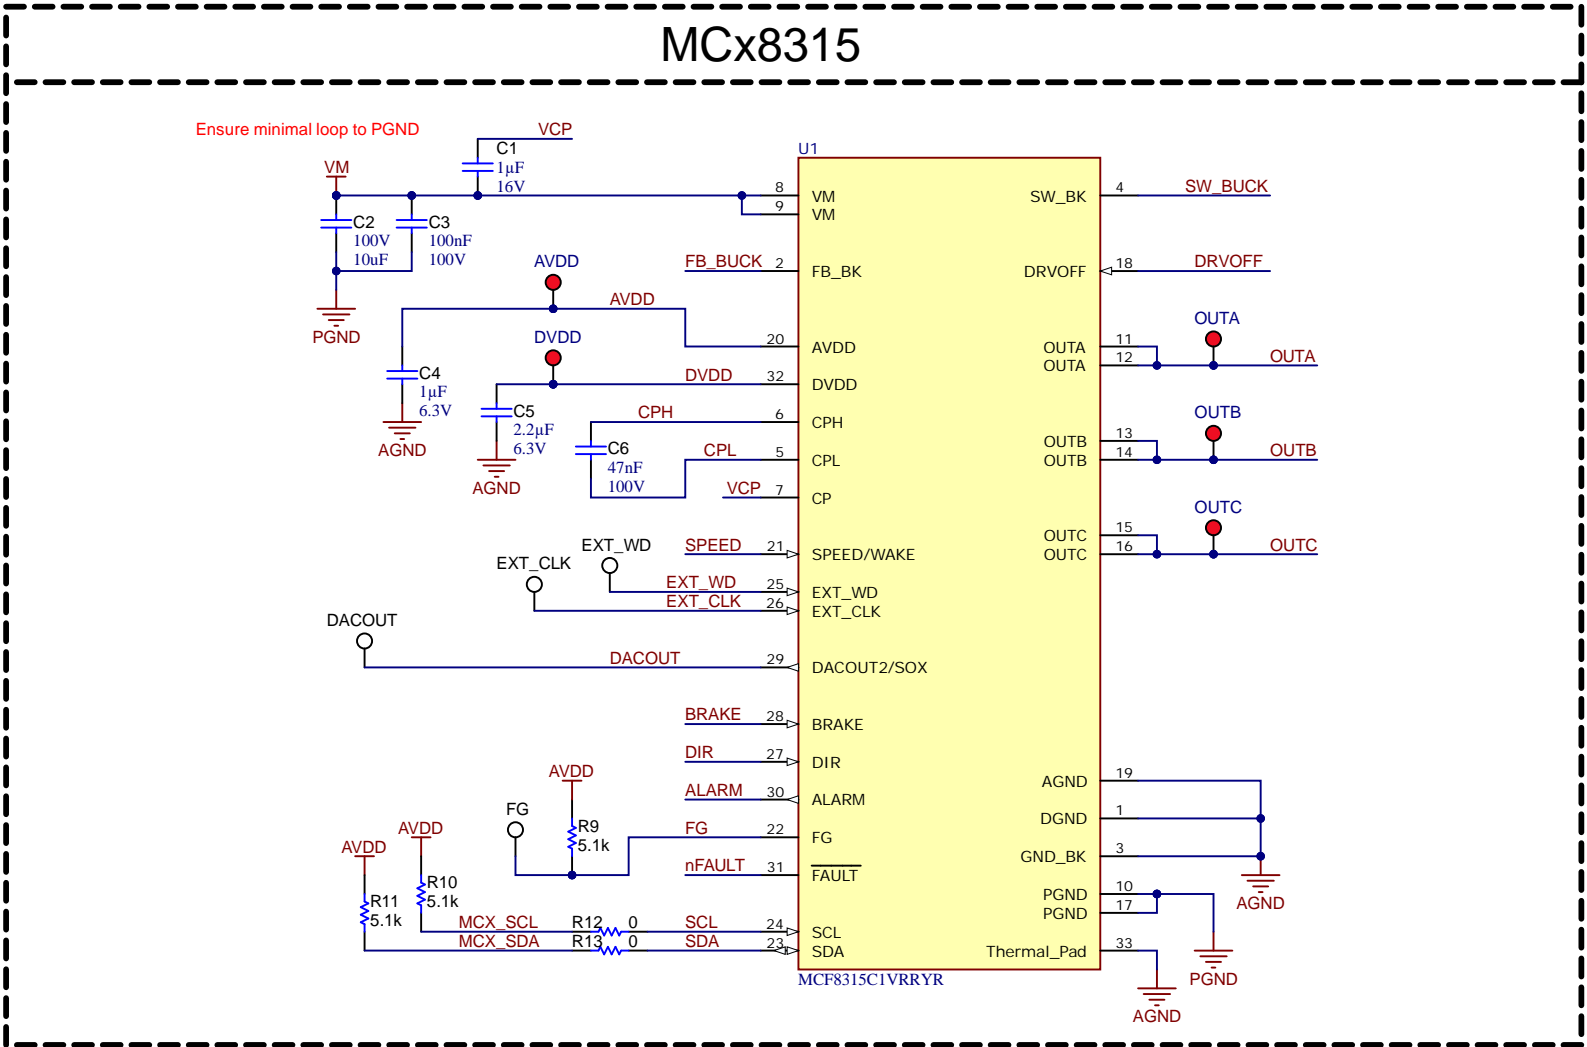 MCx8315
Ensure minimal loop to PGND
VCP
C1
1µF
16V
VM
C2
100V
10uF
C3
100nF
100V
PGND
U1
8 VM
9 VM
FB_BUCK 2 FB_BK
AVDD
AVDD
20 AVDD
DVDD
DVDD 32 DVDD
C4
1µF
6.3V
AGND
C5
2.2µF
6.3V
AGND
CPH 6 CPH
C6
47nF
100V
CPL 5 CPL
VCP 7 CP
SPEED 21 SPEED/WAKE
EXT_WD
EXT_CLK
EXT_WD 25 EXT_WD
EXT_CLK 26 EXT_CLK
DACOUT
DACOUT 29 DACOUT2/SOX
BRAKE 28 BRAKE
DIR 27 DIR
ALARM 30 ALARM
AVDD
FG
R9
5.1k
FG 22 FG
nFAULT 31 FAULT
AVDD
AVDD
R10
5.1k
R11
5.1k
MCX_SCL R12 0 SCL 24 SCL
MCX_SDA R13 0 SDA 23 SDA
SW_BK 4 SW_BUCK
DRVOFF 18 DRVOFF
OUTA
OUTA 11
OUTA 12 OUTA
OUTB
OUTB 13
OUTB 14 OUTB
OUTC
OUTC 15
OUTC 16 OUTC
AGND 19
DGND 1
GND_BK 3
AGND
PGND 10
PGND 17
PGND
Thermal_Pad 33
AGND
MCF8315C1VRRYR